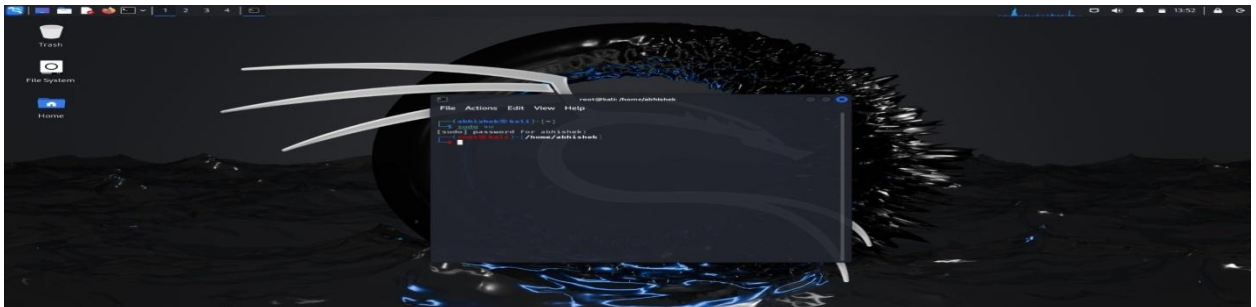 1 2 3 4
13:52
Trash
File System
Home
root@kali: /home/abhishek
File Actions Edit View Help
(abhishek㉿kali)-[~]
$ sudo su
[sudo] password for abhishek:
(root㉿kali)-[/home/abhishek]
#